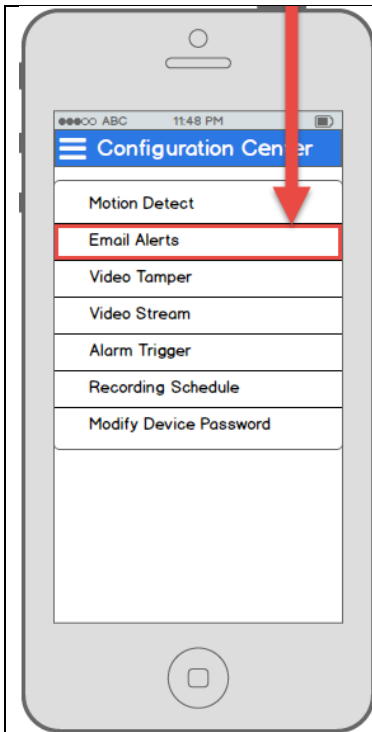 ABC 11:48 PM
Configuration Center
Motion Detect
Email Alerts
Video Tamper
Video Stream
Alarm Trigger
Recording Schedule
Modify Device Password